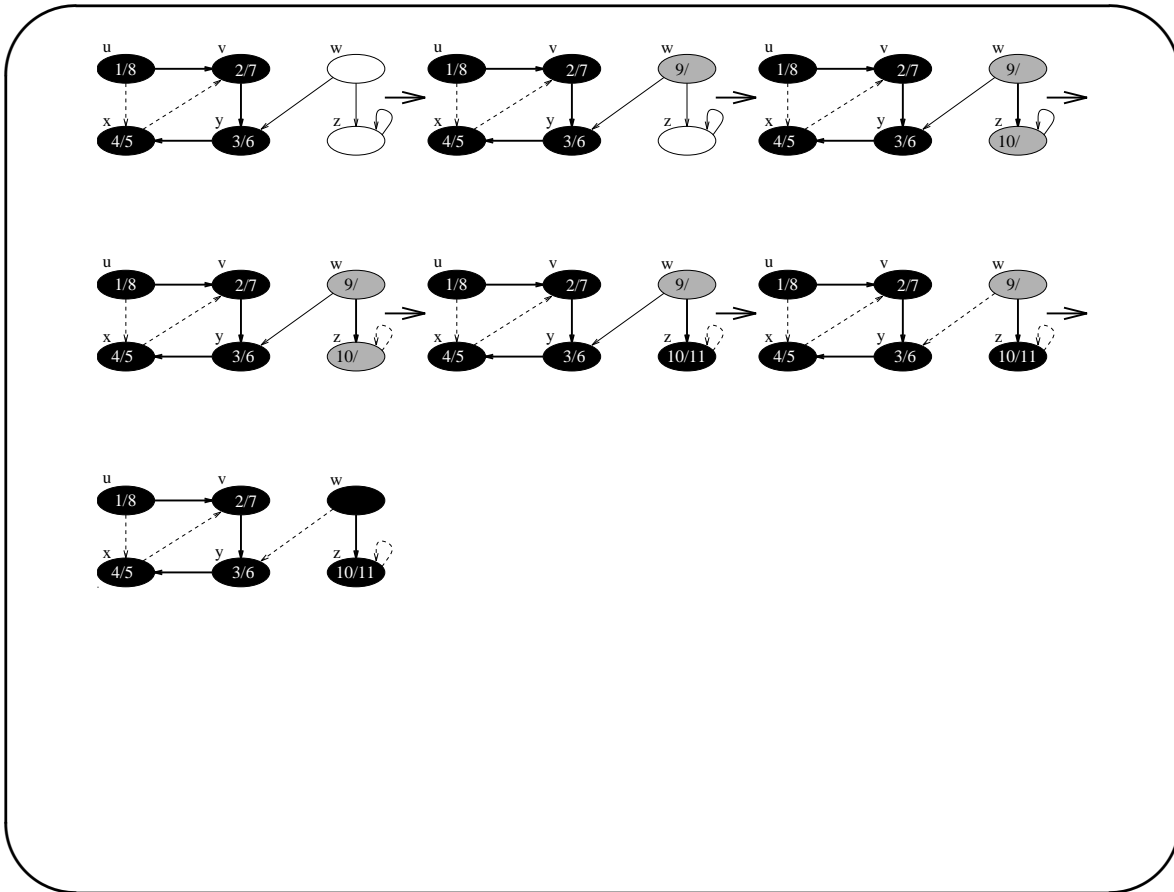 u v w u v w u v w
1/8 2/7 1/8 2/7 9/ 1/8 2/7 9/
x y z x y z x y z
4/5 3/6 4/5 3/6 4/5 3/6 10/
u v w u v w u v w
1/8 2/7 9/ 1/8 2/7 9/ 1/8 2/7 9/
x y z x y z x y z
4/5 3/6 10/ 4/5 3/6 10/11 4/5 3/6 10/11
u v w
1/8 2/7
x y z
4/5 3/6 10/11